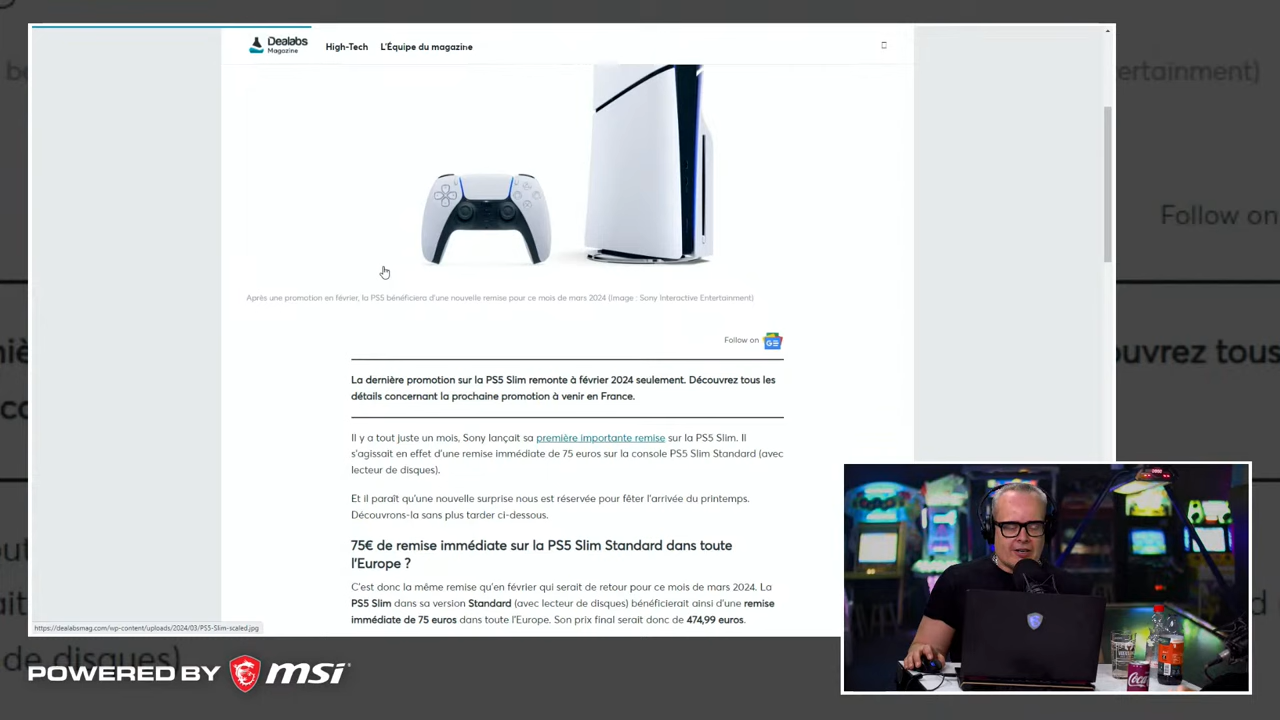 Dealabs
Magazine
High-Tech
L'Équipe du magazine
Après une promotion en février, la PS5 bénéficiera d'une nouvelle remise pour ce mois de mars 2024 (Image : Sony Interactive Entertainment)
Follow on
La dernière promotion sur la PS5 Slim remonte à février 2024 seulement. Découvrez tous les
détails concernant la prochaine promotion à venir en France.
Il y a tout juste un mois, Sony lançait sa première importante remise sur la PS5 Slim. Il
s'agissait en effet d'une remise immédiate de 75 euros sur la console PS5 Slim Standard (avec
lecteur de disques).
Et il paraît qu'une nouvelle surprise nous est réservée pour fêter l'arrivée du printemps.
Découvrons-la sans plus tarder ci-dessous.
75€ de remise immédiate sur la PS5 Slim Standard dans toute
l'Europe ?
C'est donc la même remise qu'en février qui serait de retour pour ce mois de mars 2024. La
PS5 Slim dans sa version Standard (avec lecteur de disques) bénéficierait ainsi d'une remise
immédiate de 75 euros dans toute l'Europe. Son prix final serait donc de 474,99 euros.
https://dealabsmag.com/wp-content/uploads/2024/03/PS5-Slim-scaled.jpg
ertainment)
Follow on
ouvrez tous
de disques)
POWERED BY msi